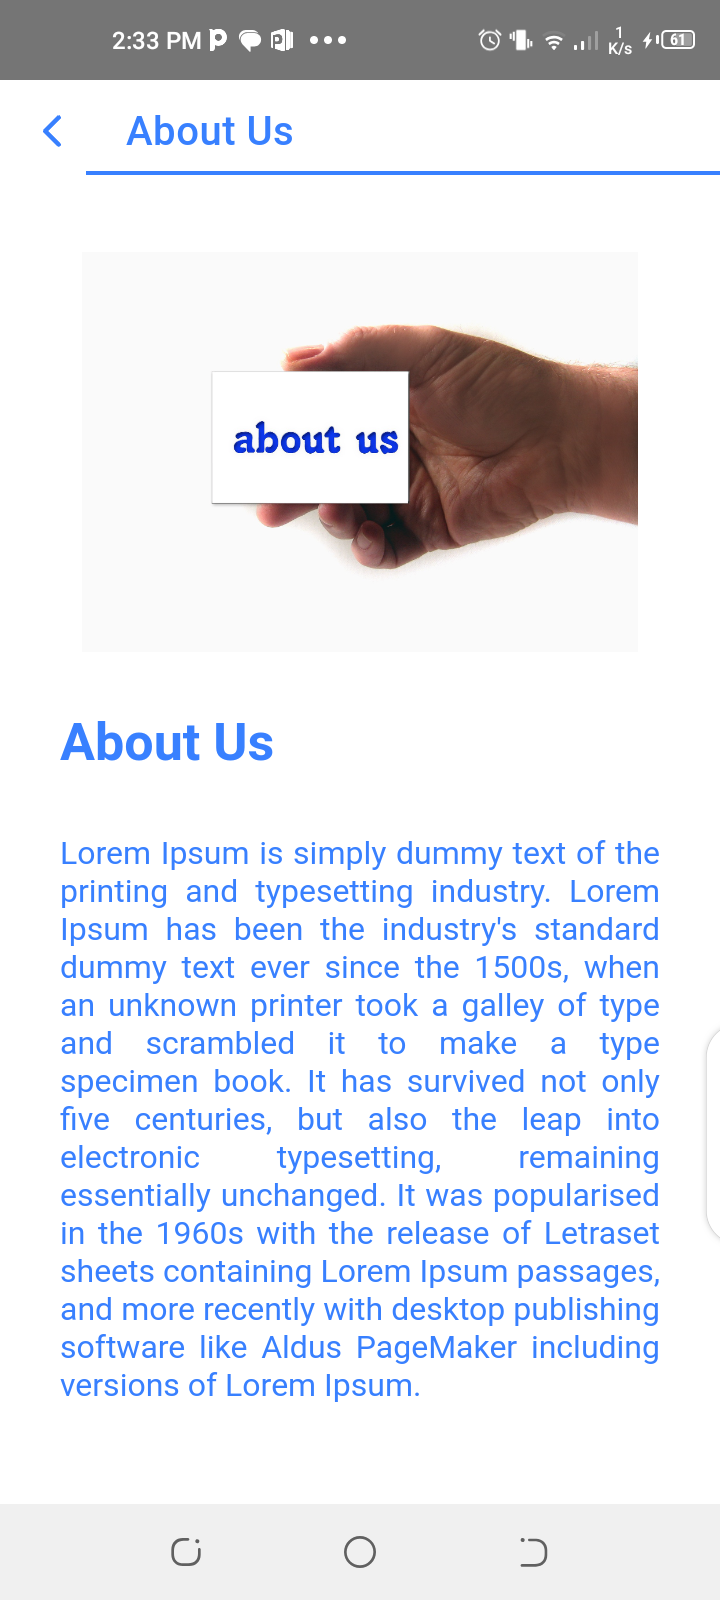 2:33 PM
1
K/s
61
About Us
about us
About Us
Lorem Ipsum is simply dummy text of the
printing and typesetting industry. Lorem
Ipsum has been the industry's standard
dummy text ever since the 1500s, when
an unknown printer took a galley of type
and scrambled it to make a type
specimen book. It has survived not only
five centuries, but also the leap into
electronic typesetting, remaining
essentially unchanged. It was popularised
in the 1960s with the release of Letraset
sheets containing Lorem Ipsum passages,
and more recently with desktop publishing
software like Aldus PageMaker including
versions of Lorem Ipsum.